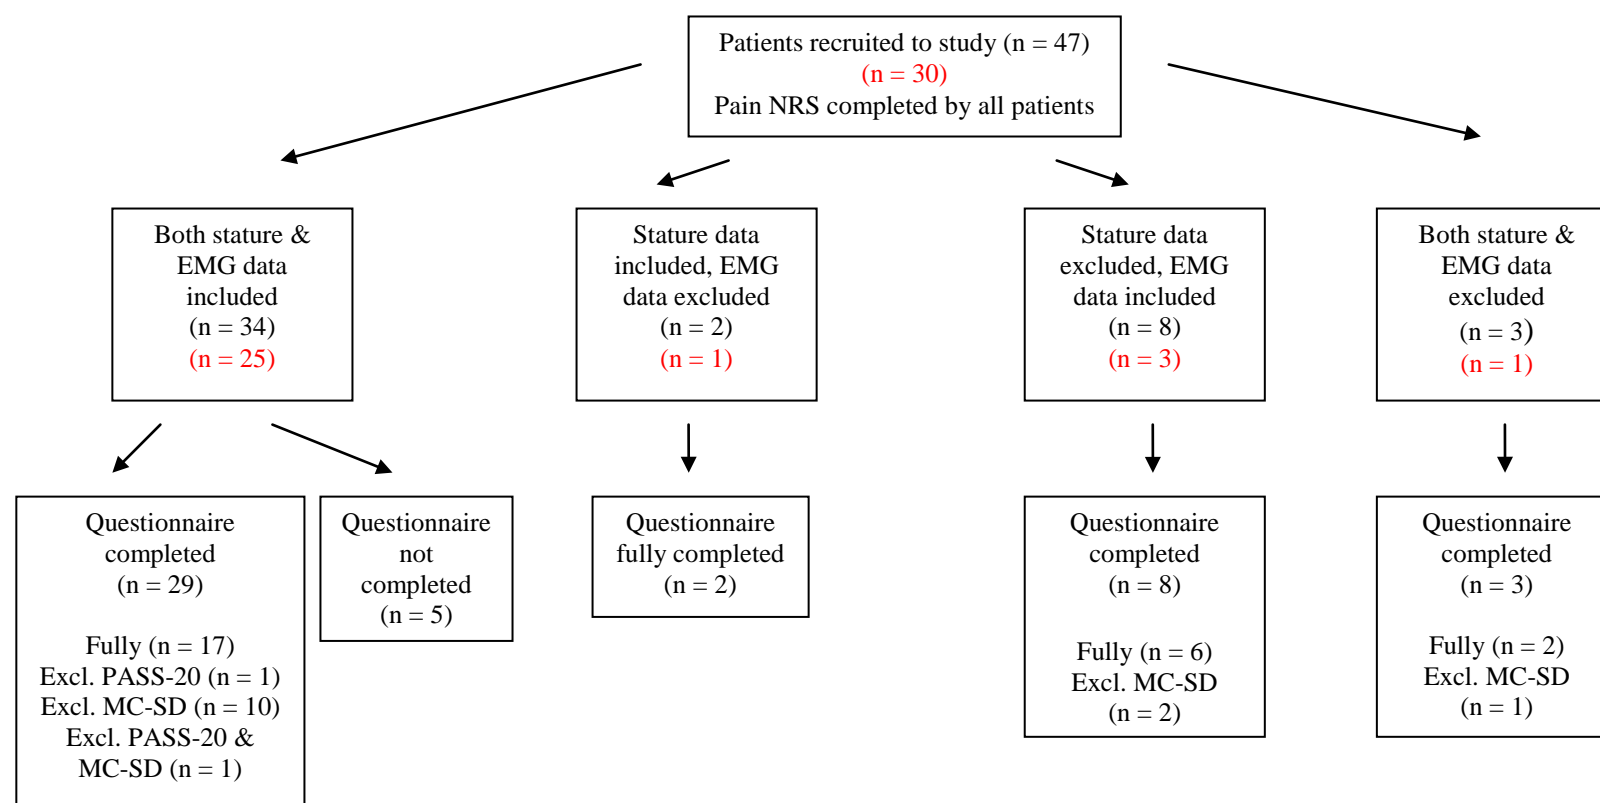 Patients recruited to study (n = 47)
(n = 30)
Pain NRS completed by all patients
Both stature &
EMG data
included
(n = 34)
(n = 25)
Stature data
included, EMG
data excluded
(n = 2)
(n = 1)
Stature data
excluded, EMG
data included
(n = 8)
(n = 3)
Both stature &
EMG data
excluded
(n = 3)
(n = 1)
Questionnaire
completed
(n = 29)
Fully (n = 17)
Excl. PASS-20 (n = 1)
Excl. MC-SD (n = 10)
Excl. PASS-20 &
MC-SD (n = 1)
Questionnaire
not
completed
(n = 5)
Questionnaire
fully completed
(n = 2)
Questionnaire
completed
(n = 8)
Fully (n = 6)
Excl. MC-SD
(n = 2)
Questionnaire
completed
(n = 3)
Fully (n = 2)
Excl. MC-SD
(n = 1)